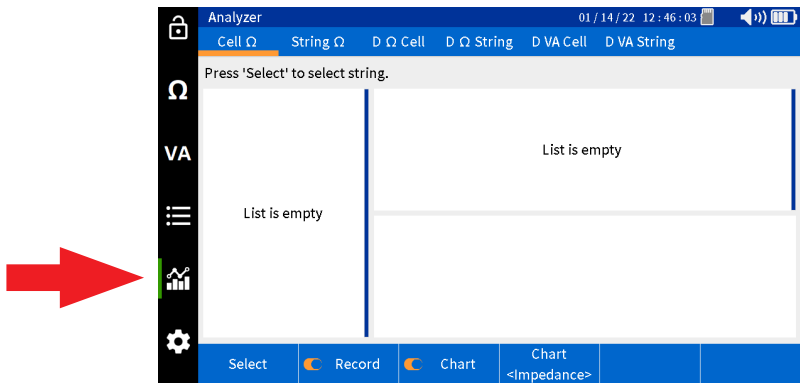 Analyzer 01/14/22 12:46:03
Cell Ω String Ω D Ω Cell D Ω String D VA Cell D VA String
Press 'Select' to select string.
Ω
VA
List is empty
List is empty
Select Record Chart Chart
<Impedance>